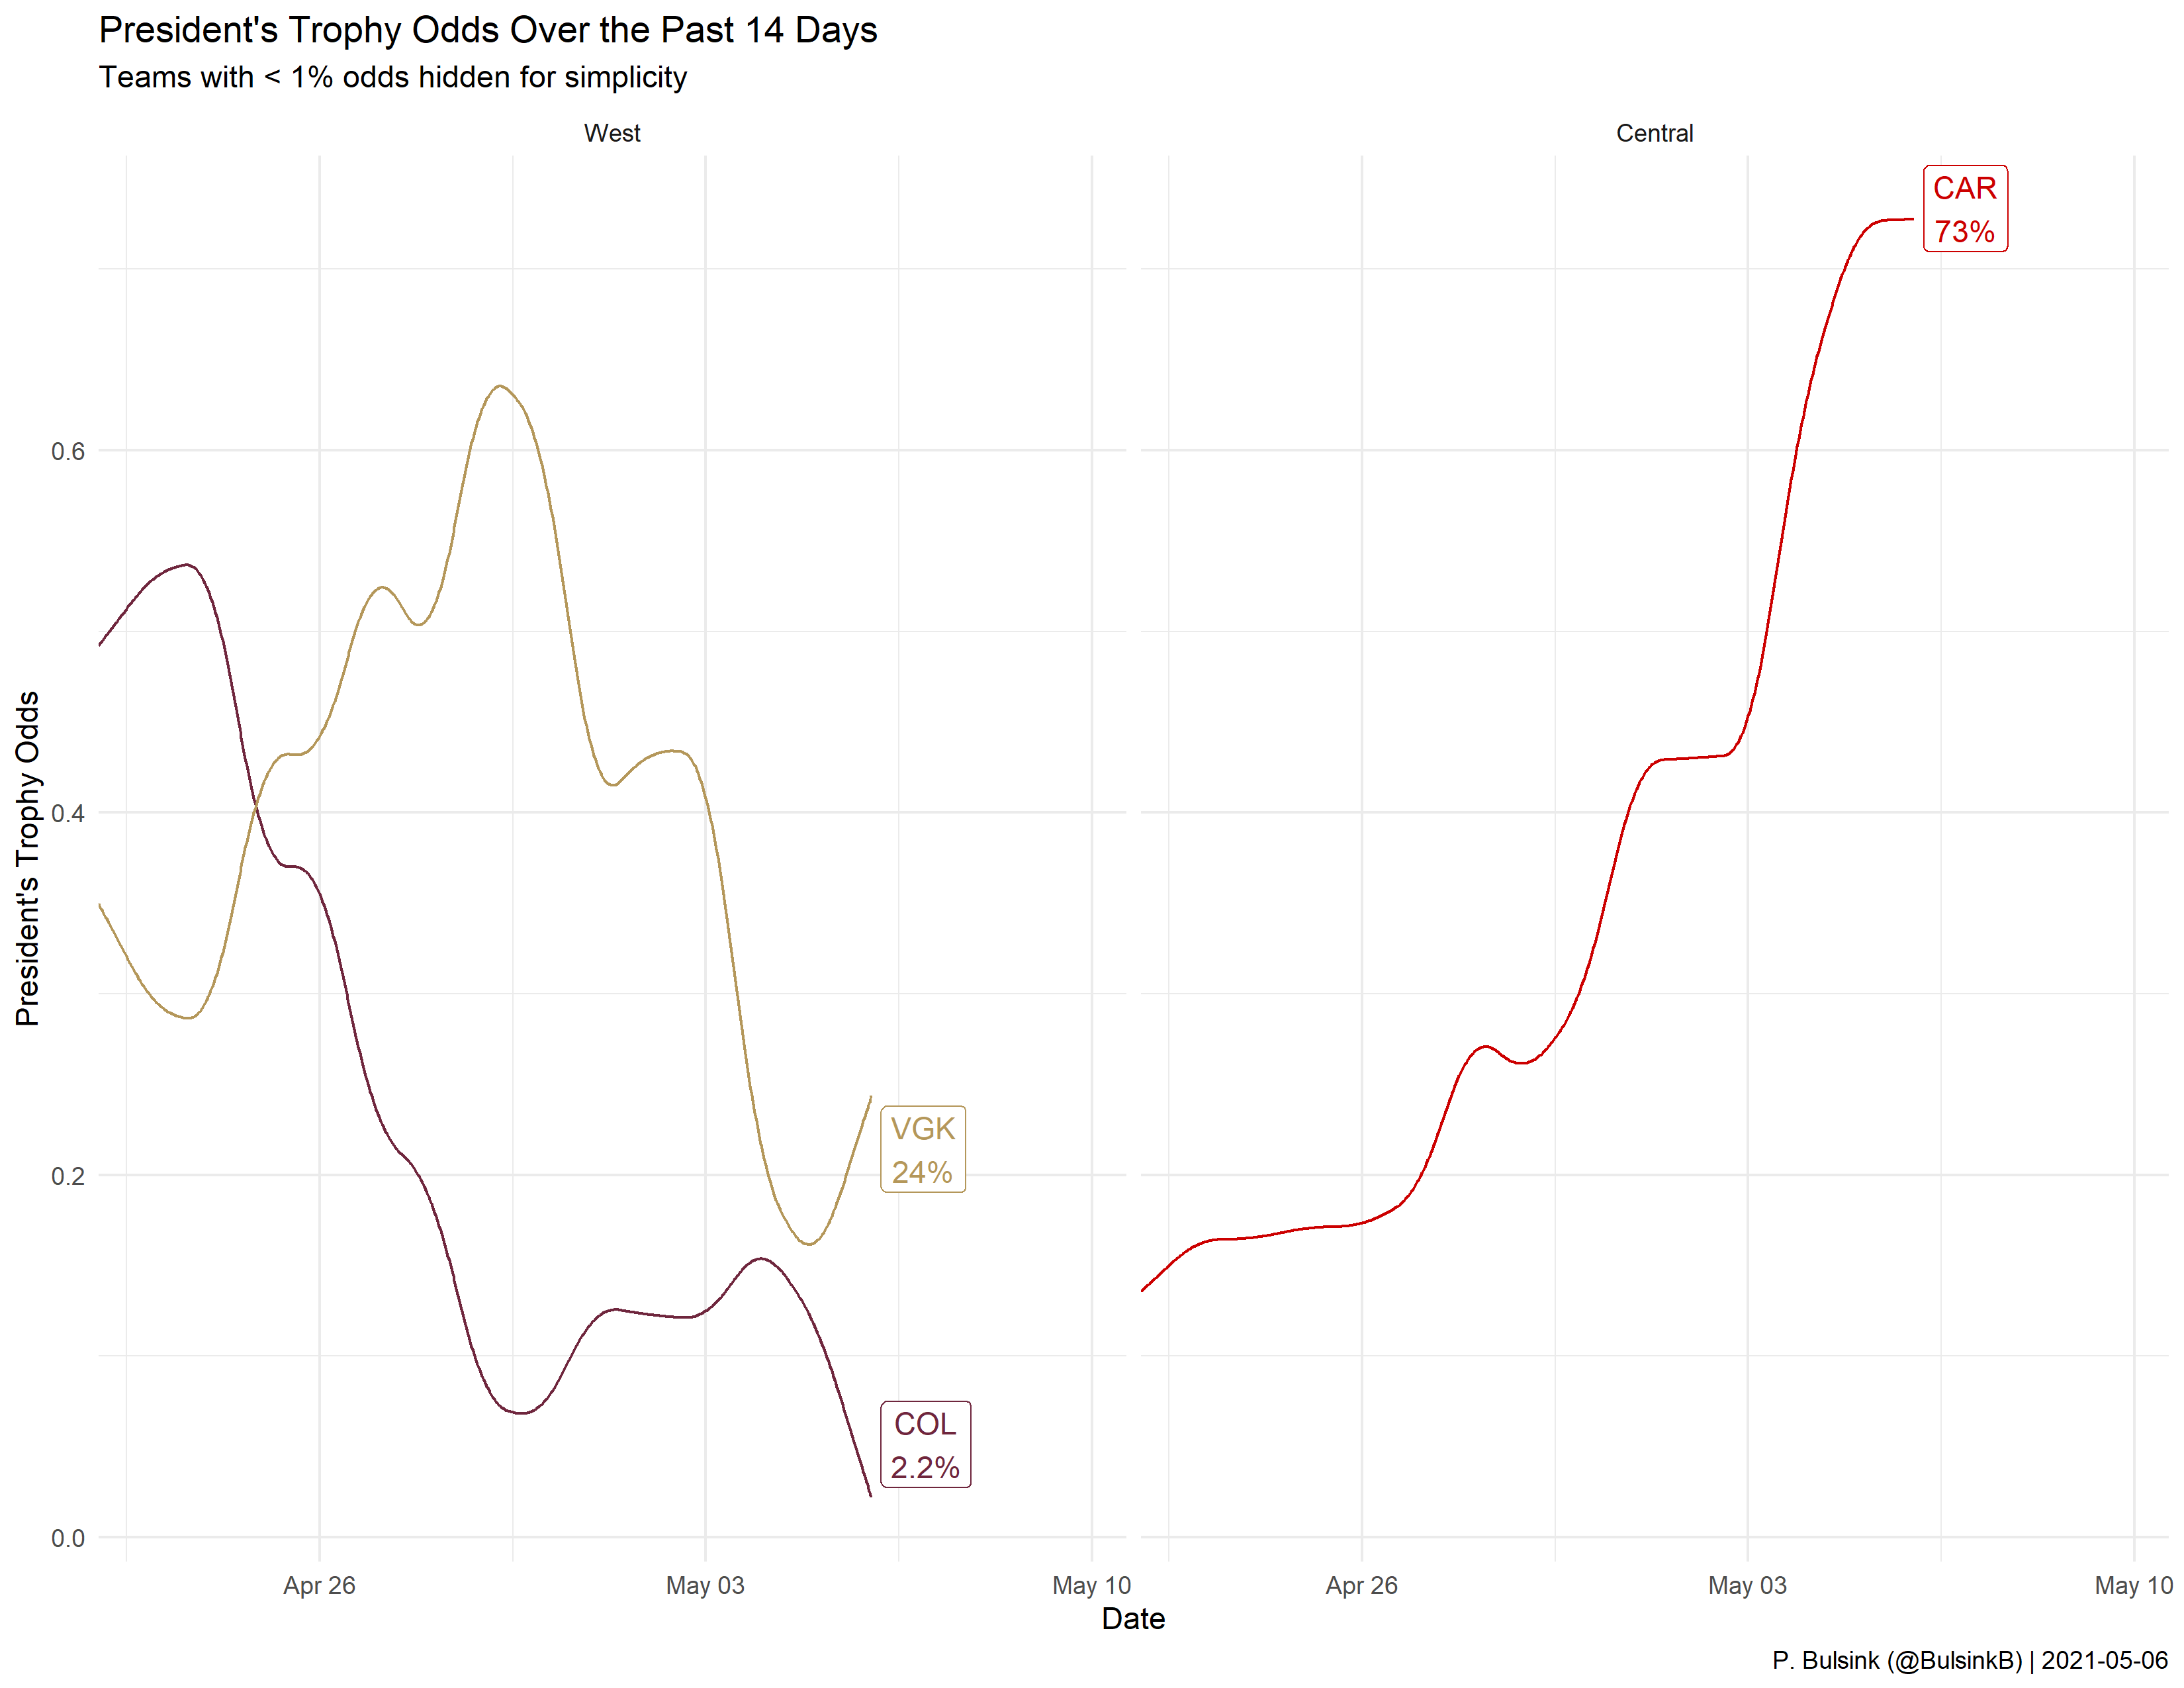 President's Trophy Odds Over the Past 14 Days
Teams with < 1% odds hidden for simplicity
West
Central
President's Trophy Odds
0.6
0.4
0.2
0.0
CAR
73%
VGK
24%
COL
2.2%
Apr 26
May 03
May 10
Apr 26
May 03
May 10
Date
P. Bulsink (@BulsinkB) | 2021-05-06